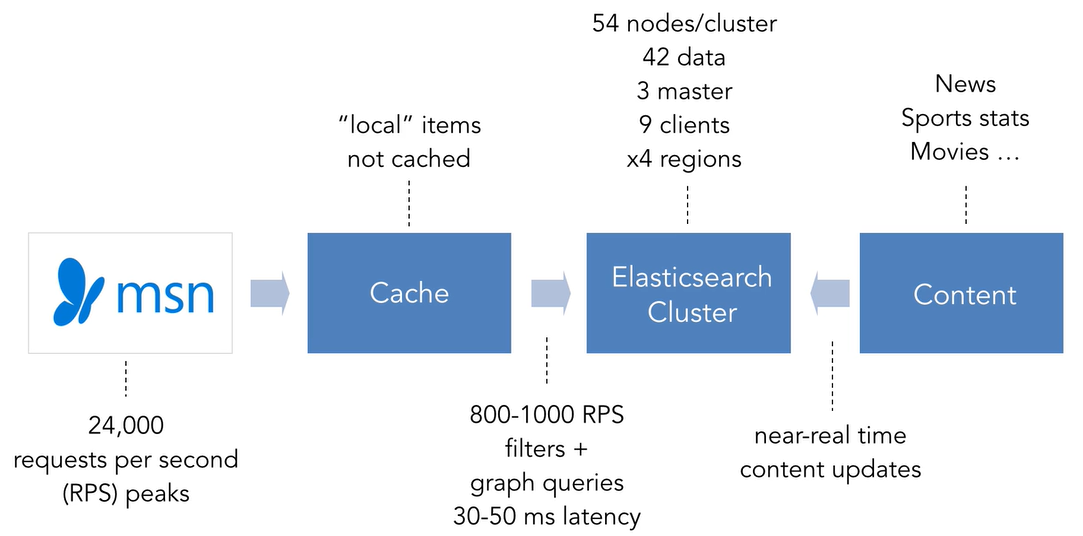 54 nodes/cluster
42 data
3 master
9 clients
x4 regions
“local” items
not cached
News
Sports stats
Movies …
msn
Cache
Elasticsearch
Cluster
Content
24,000
requests per second
(RPS) peaks
800-1000 RPS
filters +
graph queries
30-50 ms latency
near-real time
content updates